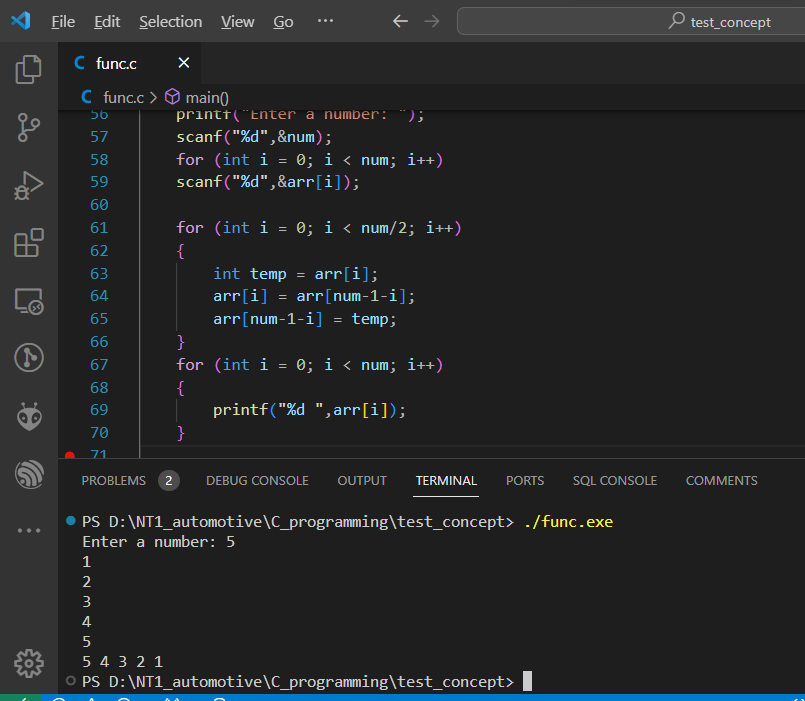 File Edit Selection View Go ··· test_concept
C func.c
C func.c > main()
56 printf("Enter a number: ");
57 scanf("%d",&num);
58 for (int i = 0; i < num; i++)
59 scanf("%d",&arr[i]);
60
61 for (int i = 0; i < num/2; i++)
62 {
63 int temp = arr[i];
64 arr[i] = arr[num-1-i];
65 arr[num-1-i] = temp;
66 }
67 for (int i = 0; i < num; i++)
68 {
69 printf("%d ",arr[i]);
70 }
71
PROBLEMS 2 DEBUG CONSOLE OUTPUT TERMINAL PORTS SQL CONSOLE COMMENTS
PS D:\NT1_automotive\C_programming\test1_concept> ./func.exe
Enter a number: 5
1
2
3
4
5
5 4 3 2 1
PS D:\NT1_automotive\C_programming\test1_concept>